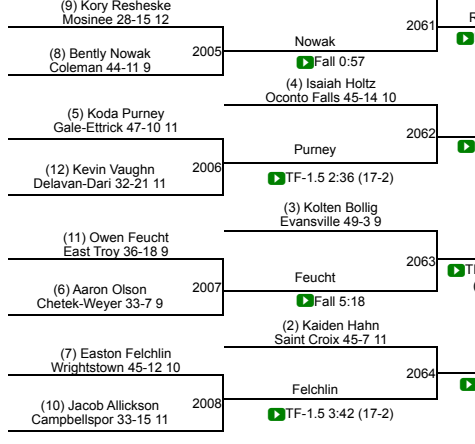 (9) Kory Resheske
Mosinee 28-15 12
(8) Bently Nowak
Coleman 44-11 9
2005
Nowak
Fall 0:57
2061
R
(4) Isaiah Holtz
Oconto Falls 45-14 10
(5) Koda Purney
Gale-Ettrick 47-10 11
(12) Kevin Vaughn
Delavan-Dari 32-21 11
2006
Purney
TF-1.5 2:36 (17-2)
2062
(3) Kolten Bollig
Evansville 49-3 9
(11) Owen Feucht
East Troy 36-18 9
(6) Aaron Olson
Chetek-Weyer 33-7 9
2007
Feucht
Fall 5:18
2063
(2) Kaiden Hahn
Saint Croix 45-7 11
(7) Easton Felchlin
Wrightstown 45-12 10
(10) Jacob Allickson
Campbellspor 33-15 11
2008
Felchlin
TF-1.5 3:42 (17-2)
2064